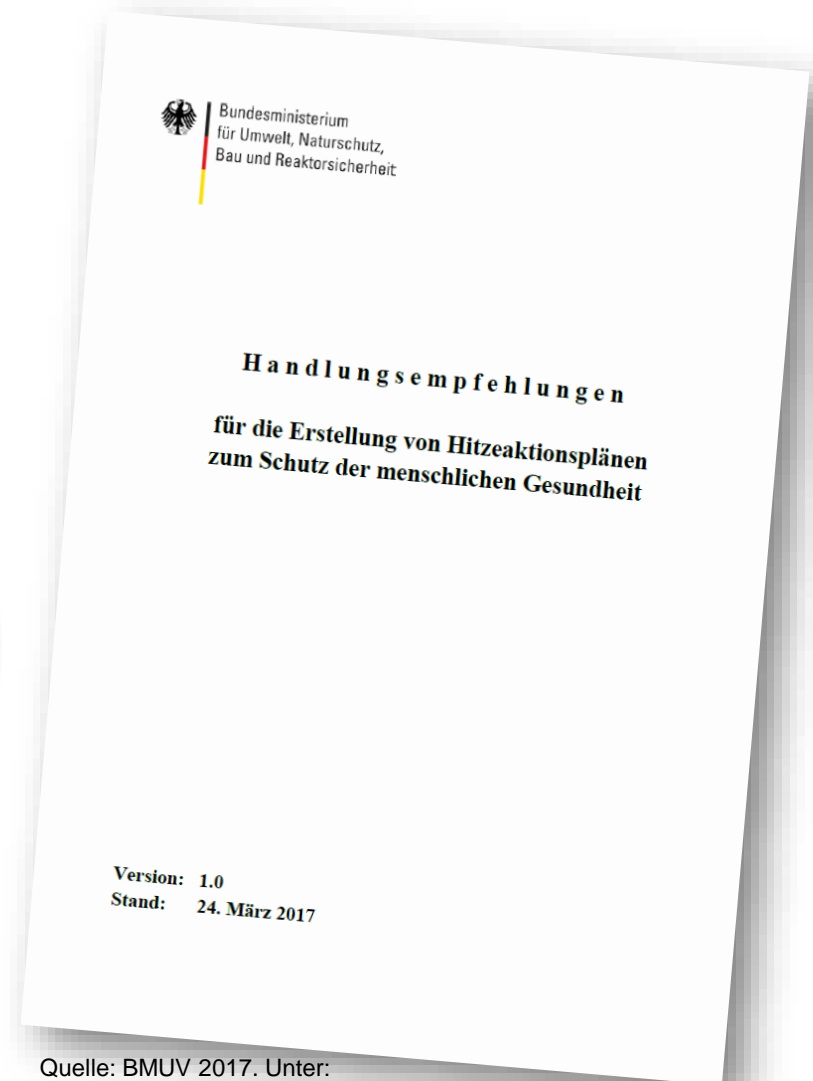 Bundesministerium
für Umwelt, Naturschutz,
Bau und Reaktorsicherheit
Handlungsempfehlungen
für die Erstellung von Hitzeaktionsplänen
zum Schutz der menschlichen Gesundheit
Version: 1.0
Stand: 24. März 2017
Quelle: BMUV 2017. Unter: